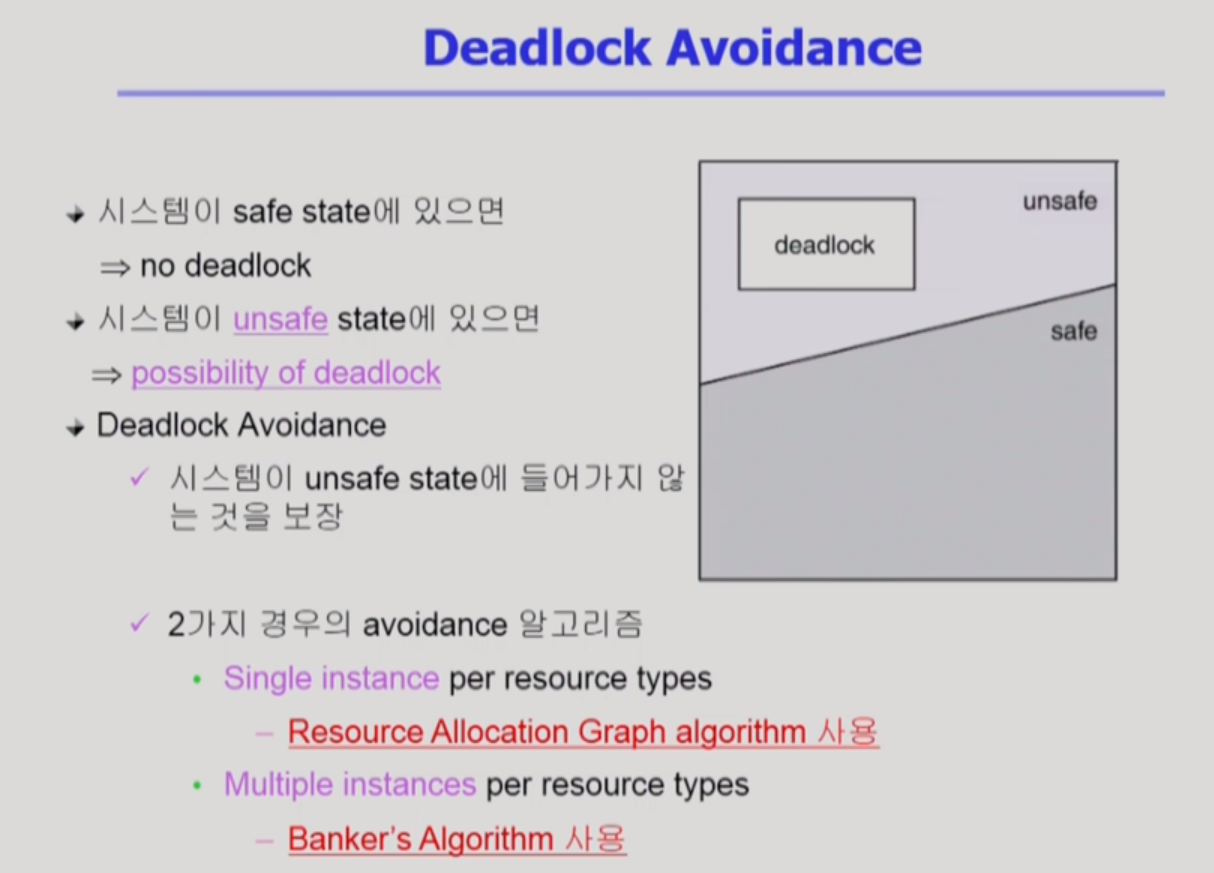 Deadlock Avoidance
시스템이 safe state에 있으면
⇒ no deadlock
시스템이 unsafe state에 있으면
⇒ possibility of deadlock
Deadlock Avoidance
✓ 시스템이 unsafe state에 들어가지 않
는 것을 보장
✓ 2가지 경우의 avoidance 알고리즘
• Single instance per resource types
– Resource Allocation Graph algorithm 사용
• Multiple instances per resource types
– Banker's Algorithm 사용
unsafe
deadlock
safe